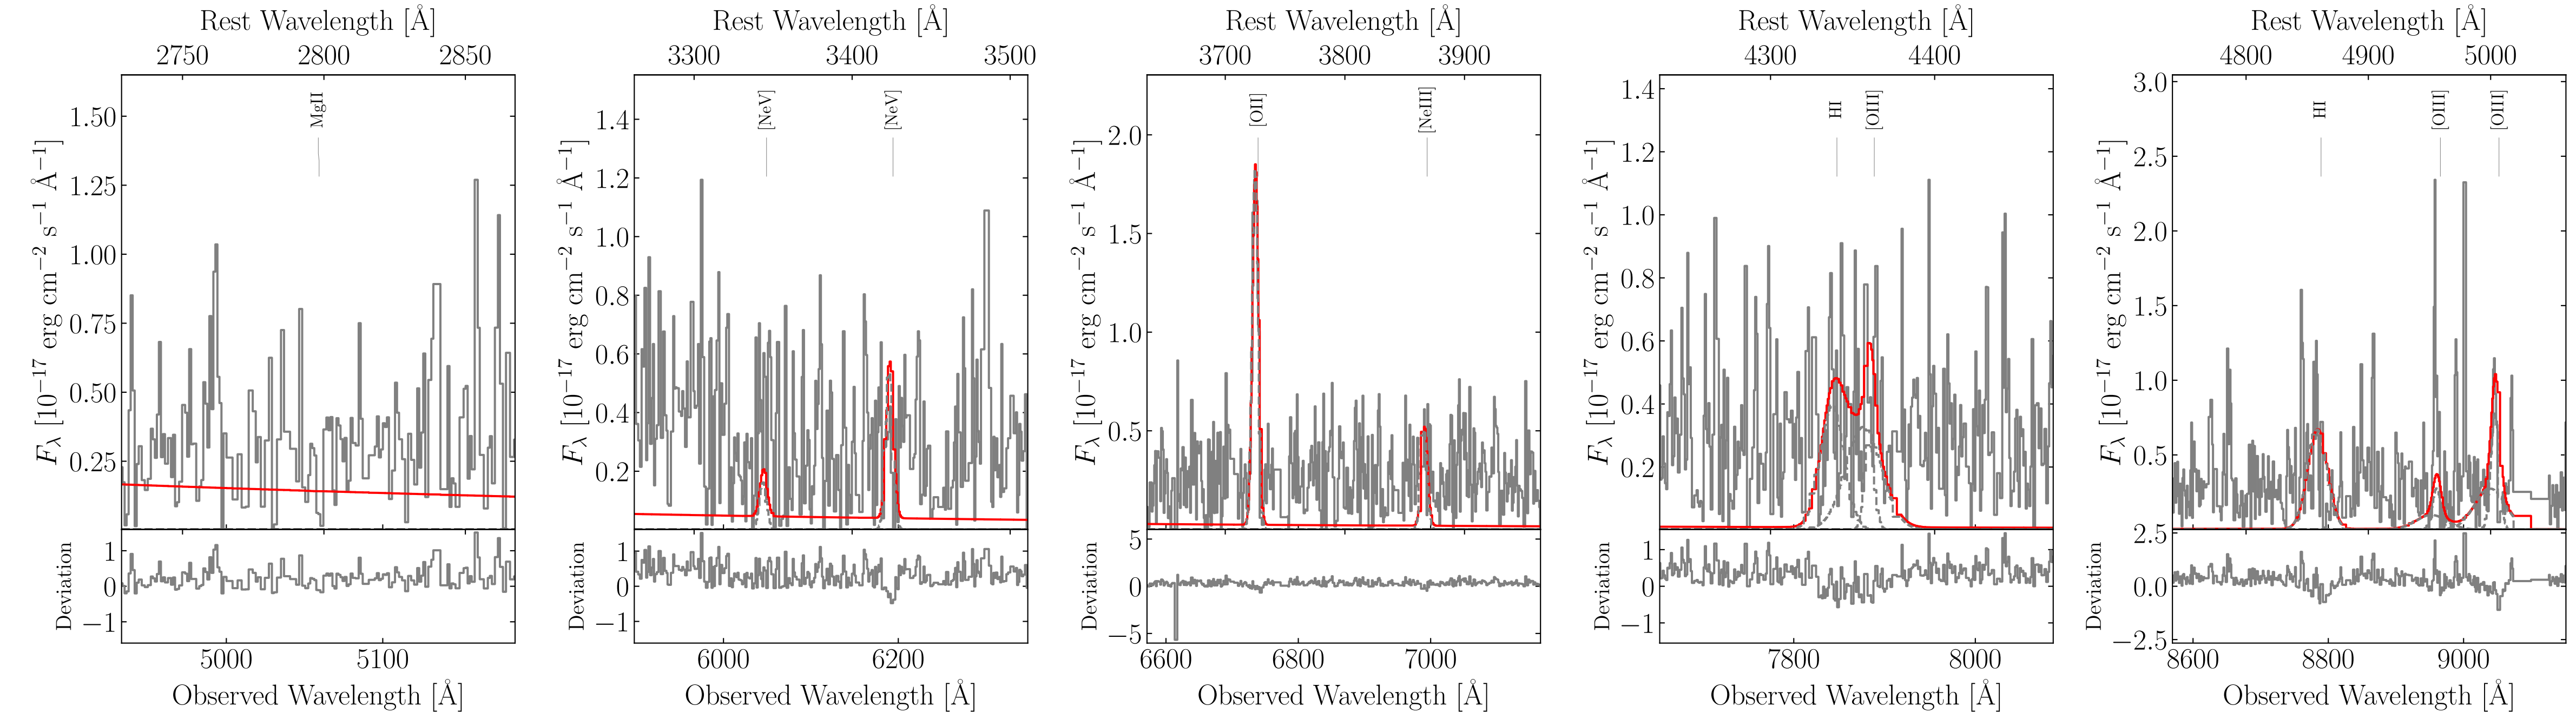 Rest Wavelength [Å]
2750 2800 2850
MgII
1.50
1.25
1.00
0.75
0.50
0.25
F_λ [10⁻¹⁷ erg cm⁻² s⁻¹ Å⁻¹]
1
0
−1
Deviation
5000 5100
Observed Wavelength [Å]
Rest Wavelength [Å]
3300 3400 3500
[NeV] [NeV]
1.4
1.2
1.0
0.8
0.6
0.4
0.2
F_λ [10⁻¹⁷ erg cm⁻² s⁻¹ Å⁻¹]
1
0
−1
Deviation
6000 6200
Observed Wavelength [Å]
Rest Wavelength [Å]
3700 3800 3900
[OII] [NeIII]
2.0
1.5
1.0
0.5
F_λ [10⁻¹⁷ erg cm⁻² s⁻¹ Å⁻¹]
5
0
−5
Deviation
6600 6800 7000
Observed Wavelength [Å]
Rest Wavelength [Å]
4300 4400
HI [OIII]
1.4
1.2
1.0
0.8
0.6
0.4
0.2
F_λ [10⁻¹⁷ erg cm⁻² s⁻¹ Å⁻¹]
1
0
−1
Deviation
7800 8000
Observed Wavelength [Å]
Rest Wavelength [Å]
4800 4900 5000
HI [OIII] [OIII]
3.0
2.5
2.0
1.5
1.0
0.5
F_λ [10⁻¹⁷ erg cm⁻² s⁻¹ Å⁻¹]
2.5
0.0
−2.5
Deviation
8600 8800 9000
Observed Wavelength [Å]